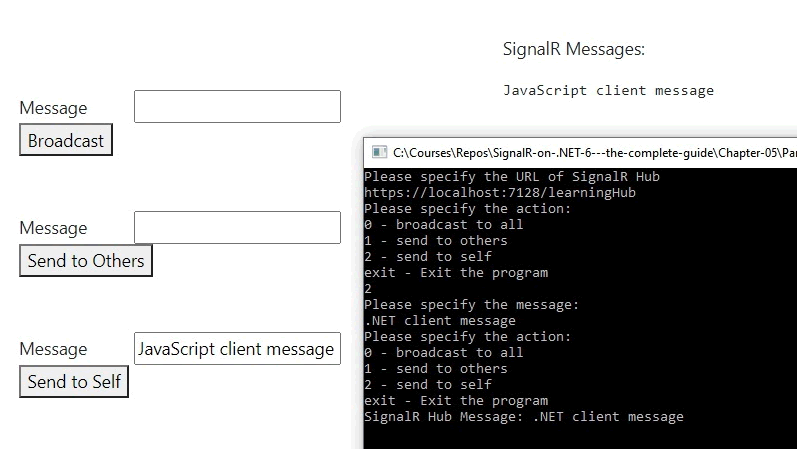 SignalR Messages:
JavaScript client message
Message
Broadcast
Message
Send to Others
Message JavaScript client message
Send to Self
C:\Courses\Repos\SignalR-on-.NET-6---the-complete-guide\Chapter-05\Par
Please specify the URL of SignalR Hub
https://localhost:7128/learningHub
Please specify the action:
0 - broadcast to all
1 - send to others
2 - send to self
exit - Exit the program
2
Please specify the message:
.NET client message
Please specify the action:
0 - broadcast to all
1 - send to others
2 - send to self
exit - Exit the program
SignalR Hub Message: .NET client message